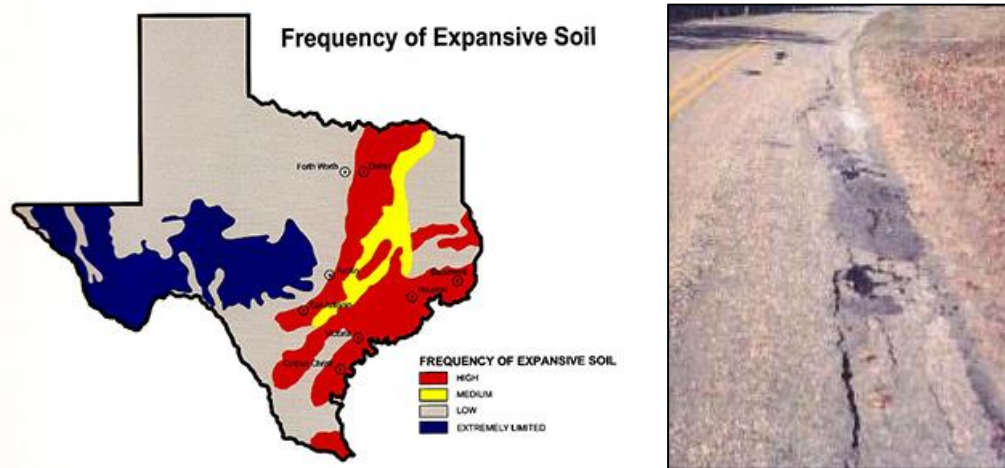 Frequency of Expansive Soil
Forth Worth
Dallas
Austin
Beaumont
Houston
San Antonio
Victoria
Corpus Christi
FREQUENCY OF EXPANSIVE SOIL
HIGH
MEDIUM
LOW
EXTREMELY LIMITED